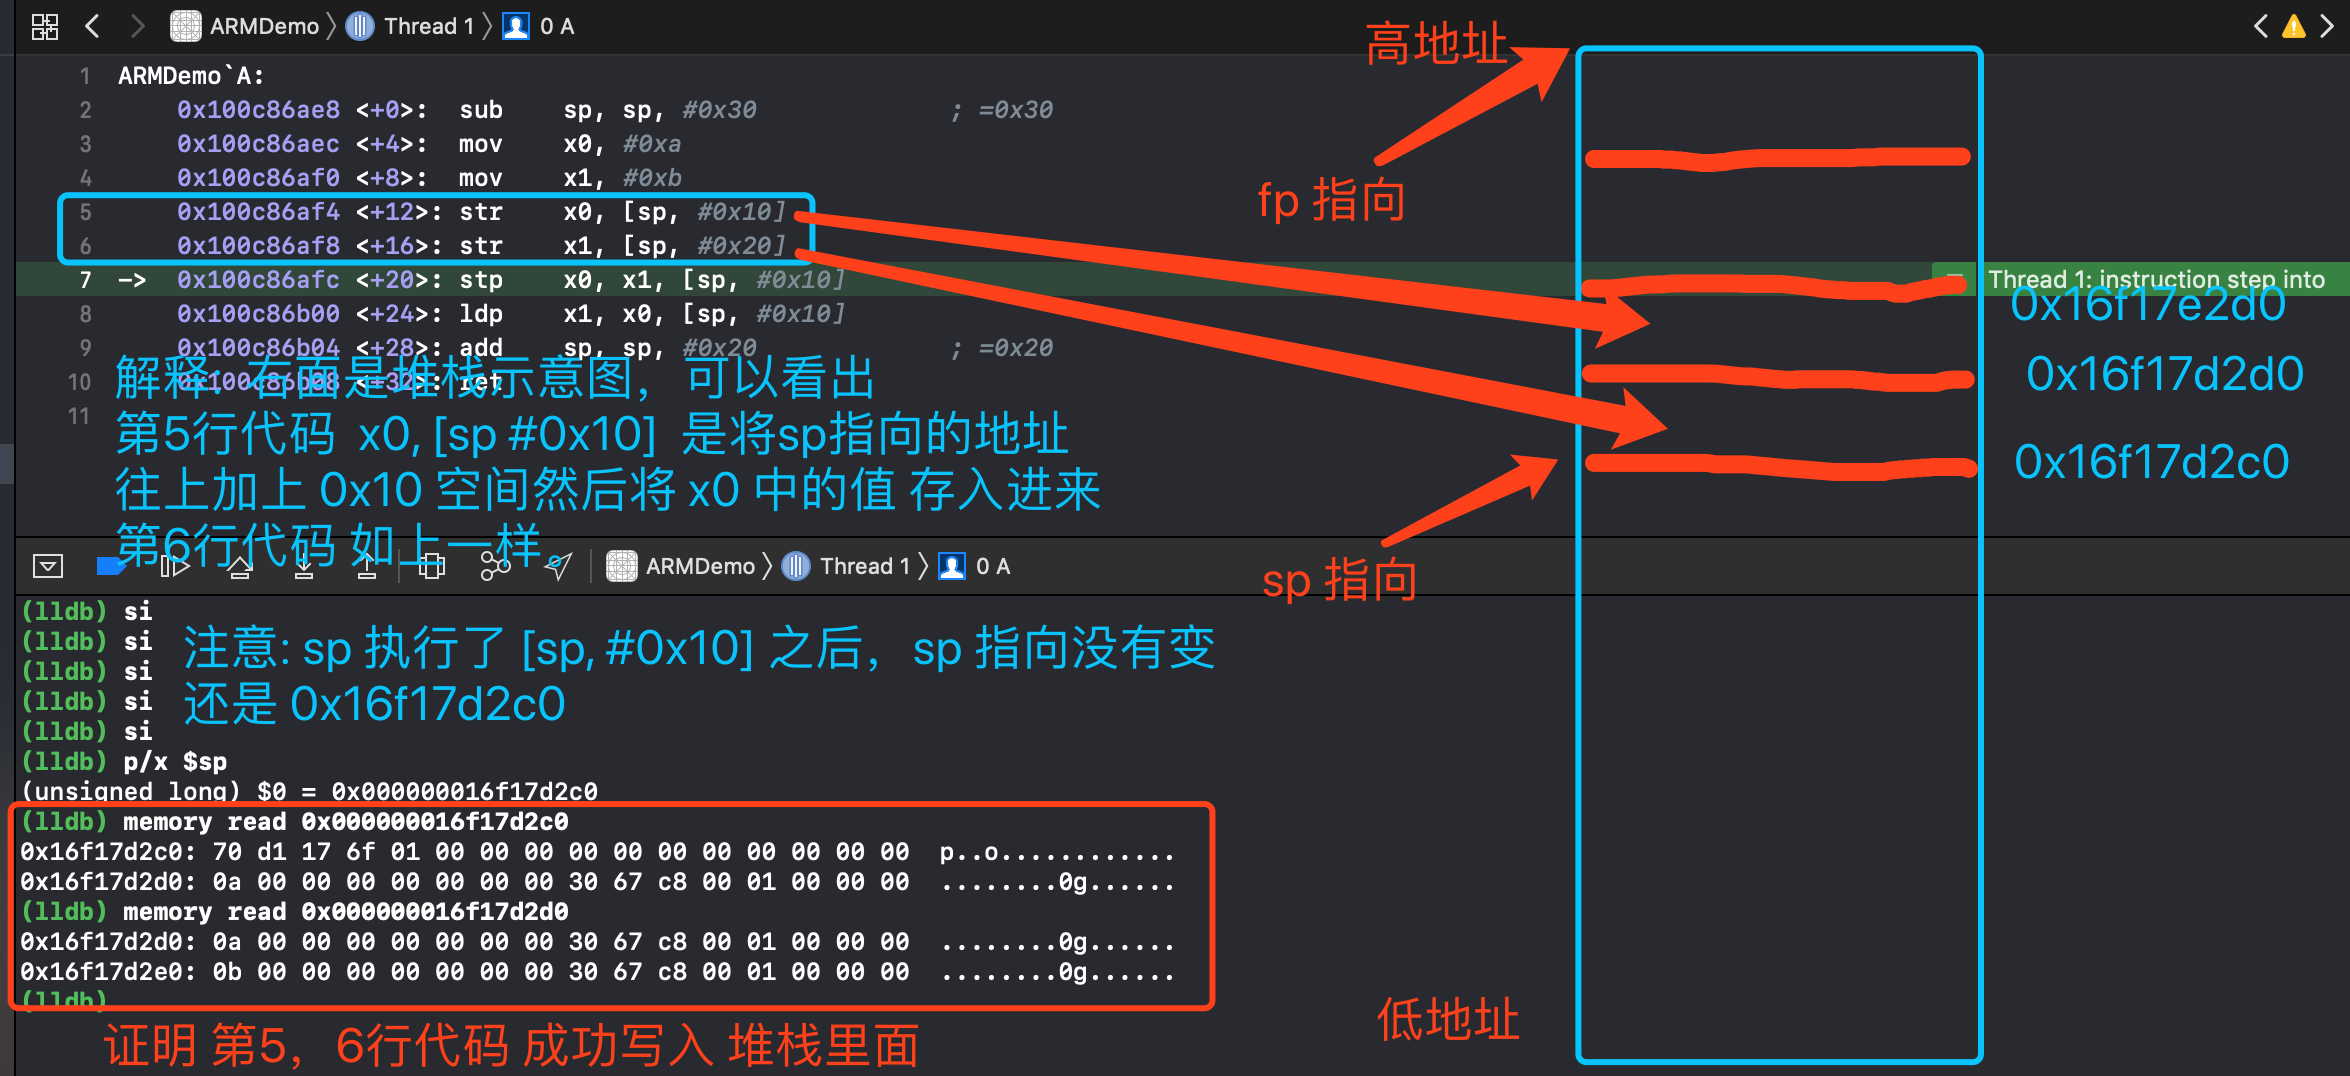 ARMDemo Thread 1 0 A
高地址
1 ARMDemo`A:
2 0x100c86ae8 <+0>: sub sp, sp, #0x30 ; =0x30
3 0x100c86aec <+4>: mov x0, #0xa
4 0x100c86af0 <+8>: mov x1, #0xb
fp 指向
5 0x100c86af4 <+12>: str x0, [sp, #0x10]
6 0x100c86af8 <+16>: str x1, [sp, #0x20]
7 -> 0x100c86afc <+20>: stp x0, x1, [sp, #0x10] Thread 1: instruction step into
8 0x100c86b00 <+24>: ldp x1, x0, [sp, #0x10]
9 0x100c86b04 <+28>: add sp, sp, #0x20 ; =0x20
10 0x100c86b08 <+32>: ret
11
0x16f17e2d0
0x16f17d2d0
0x16f17d2c0
解释: 右面是堆栈示意图，可以看出
第5行代码 x0, [sp #0x10] 是将sp指向的地址
往上加上 0x10 空间然后将 x0 中的值 存入进来
第6行代码 如上一样
sp 指向
ARMDemo Thread 1 0 A
(lldb) si
(lldb) si
(lldb) si
(lldb) si
(lldb) si
注意: sp 执行了 [sp, #0x10] 之后，sp 指向没有变
还是 0x16f17d2c0
(lldb) p/x $sp
(unsigned long) $0 = 0x000000016f17d2c0
(lldb) memory read 0x000000016f17d2c0
0x16f17d2c0: 70 d1 17 6f 01 00 00 00 00 00 00 00 00 00 00 00 p..o............
0x16f17d2d0: 0a 00 00 00 00 00 00 00 30 67 c8 00 01 00 00 00 ........0g......
(lldb) memory read 0x000000016f17d2d0
0x16f17d2d0: 0a 00 00 00 00 00 00 00 30 67 c8 00 01 00 00 00 ........0g......
0x16f17d2e0: 0b 00 00 00 00 00 00 00 30 67 c8 00 01 00 00 00 ........0g......
(lldb)
低地址
证明 第5，6行代码 成功写入 堆栈里面